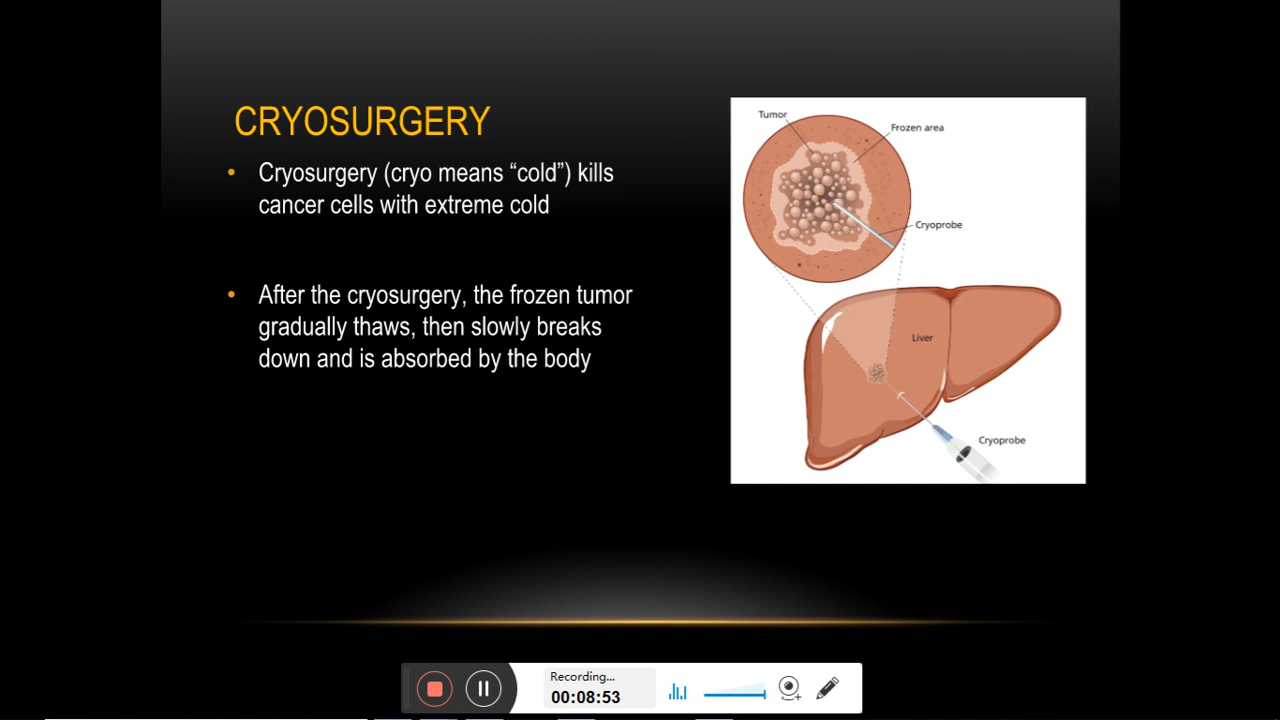 CRYOSURGERY
• Cryosurgery (cryo means “cold”) kills
cancer cells with extreme cold
• After the cryosurgery, the frozen tumor
gradually thaws, then slowly breaks
down and is absorbed by the body
Tumor
Frozen area
Cryoprobe
Liver
Cryoprobe
Recording...
00:08:53